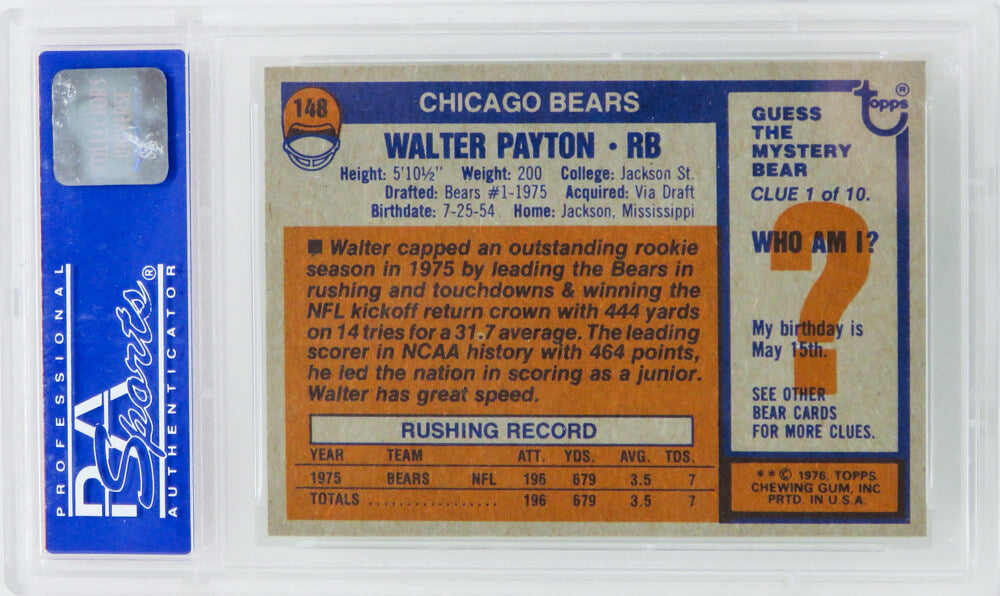 COLLECTORS
UNIVERSE
PROFESSIONAL
PSA
Sports®
AUTHENTICATOR
148
CHICAGO BEARS
WALTER PAYTON • RB
Height: 5'10½" Weight: 200 College: Jackson St.
Drafted: Bears #1-1975 Acquired: Via Draft
Birthdate: 7-25-54 Home: Jackson, Mississippi
■ Walter capped an outstanding rookie
season in 1975 by leading the Bears in
rushing and touchdowns & winning the
NFL kickoff return crown with 444 yards
on 14 tries for a 31.7 average. The leading
scorer in NCAA history with 464 points,
he led the nation in scoring as a junior.
Walter has great speed.
RUSHING RECORD
YEAR TEAM ATT. YDS. AVG. TDS.
1975 BEARS NFL 196 679 3.5 7
TOTALS .................. 196 679 3.5 7
topps®
GUESS
THE
MYSTERY
BEAR
CLUE 1 of 10.
?
WHO AM I?
My birthday is
May 15th.
SEE OTHER
BEAR CARDS
FOR MORE CLUES.
**© 1976, TOPPS
CHEWING GUM, INC.
PRTD. IN U.S.A.